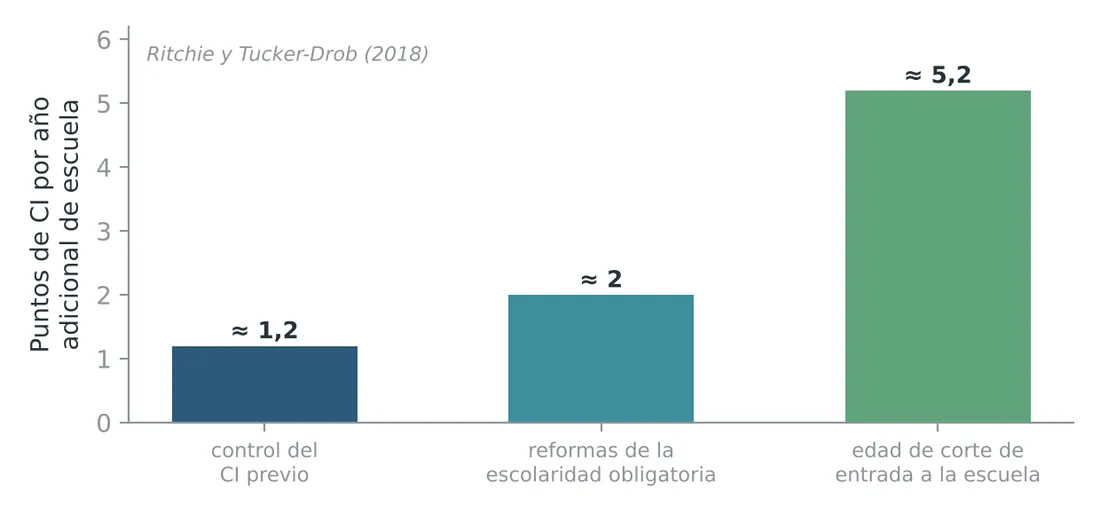 Ritchie y Tucker-Drob (2018)
Puntos de CI por año
adicional de escuela
6
5
4
3
2
1
0
≈ 1,2
≈ 2
≈ 5,2
control del
CI previo
reformas de la
escolaridad obligatoria
edad de corte de
entrada a la escuela